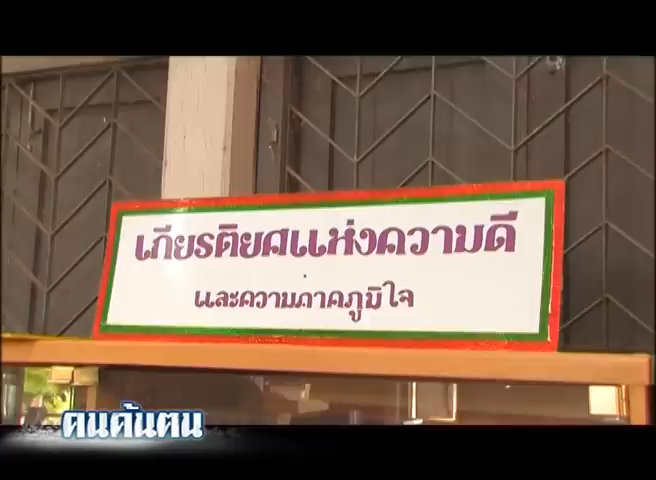 เกียรติยศแห่งความดี
และความภาคภูมิใจ
คนค้นตน